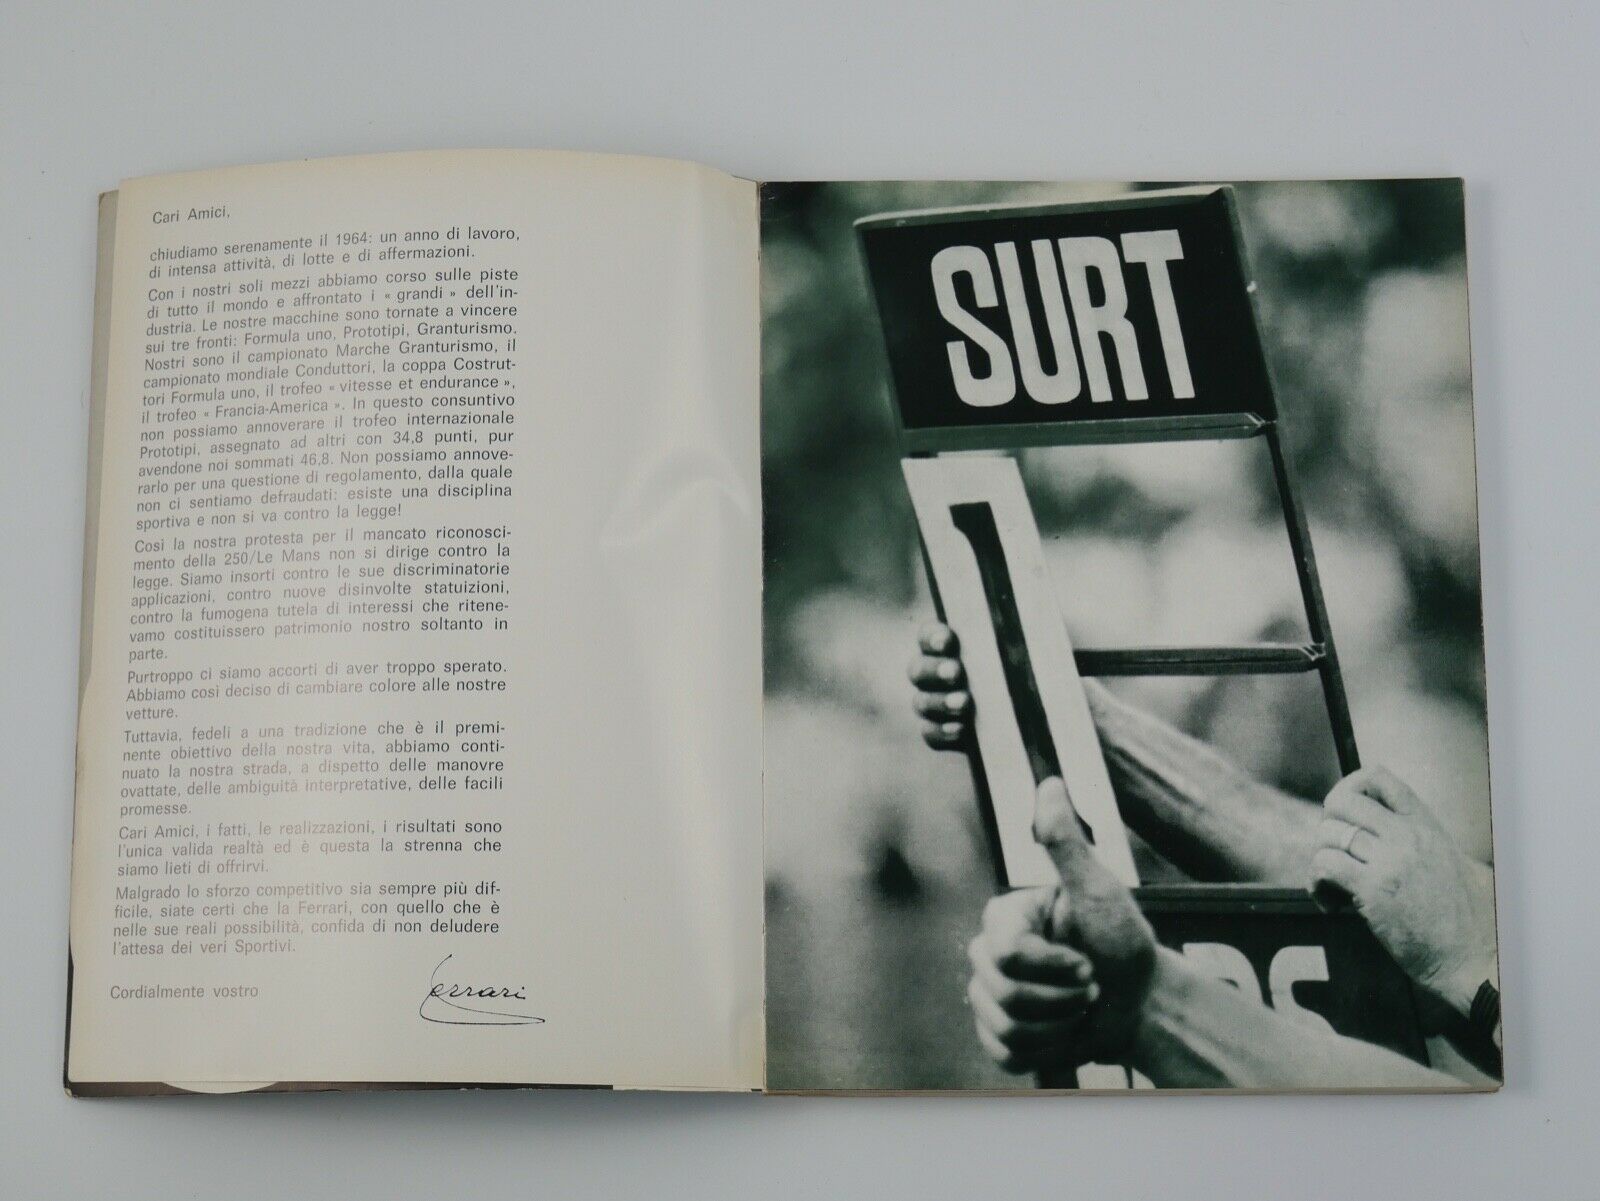 Cari Amici,
chiudiamo serenamente il 1964: un anno di lavoro,
di intensa attività, di lotte e di affermazioni.
Con i nostri soli mezzi abbiamo corso sulle piste
di tutto il mondo e affrontato i « grandi » dell'in-
dustria. Le nostre macchine sono tornate a vincere
sui tre fronti: Formula uno, Prototipi, Granturismo.
Nostri sono il campionato Marche Granturismo, il
campionato mondiale Conduttori, la coppa Costrut-
tori Formula uno, il trofeo « vitesse et endurance »,
il trofeo « Francia-America ». In questo consuntivo
non possiamo annoverare il trofeo internazionale
Prototipi, assegnato ad altri con 34,8 punti, pur
avendone noi sommati 46,8. Non possiamo annove-
rarlo per una questione di regolamento, dalla quale
non ci sentiamo defraudati: esiste una disciplina
sportiva e non si va contro la legge!
Così la nostra protesta per il mancato riconosci-
mento della 250/Le Mans non si dirige contro la
legge. Siamo insorti contro le sue discriminatorie
applicazioni, contro nuove disinvolte statuizioni,
contro la fumogena tutela di interessi che ritene-
vamo costituissero patrimonio nostro soltanto in
parte.
Purtroppo ci siamo accorti di aver troppo sperato.
Abbiamo così deciso di cambiare colore alle nostre
vetture.
Tuttavia, fedeli a una tradizione che è il premi-
nente obiettivo della nostra vita, abbiamo conti-
nuato la nostra strada, a dispetto delle manovre
ovattate, delle ambiguità interpretative, delle facili
promesse.
Cari Amici, i fatti, le realizzazioni, i risultati sono
l'unica valida realtà ed è questa la strenna che
siamo lieti di offrirvi.
Malgrado lo sforzo competitivo sia sempre più dif-
ficile, siate certi che la Ferrari, con quello che è
nelle sue reali possibilità, confida di non deludere
l'attesa dei veri Sportivi.
Cordialmente vostro
Ferrari
SURT
1